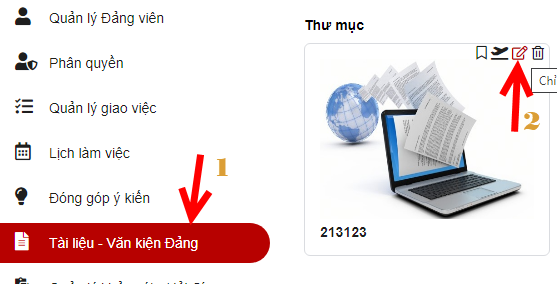 Quản lý Đảng viên
Phân quyền
Quản lý giao việc
Lịch làm việc
Đóng góp ý kiến
1
Tài liệu - Văn kiện Đảng
Thư mục
Chỉ
2
213123